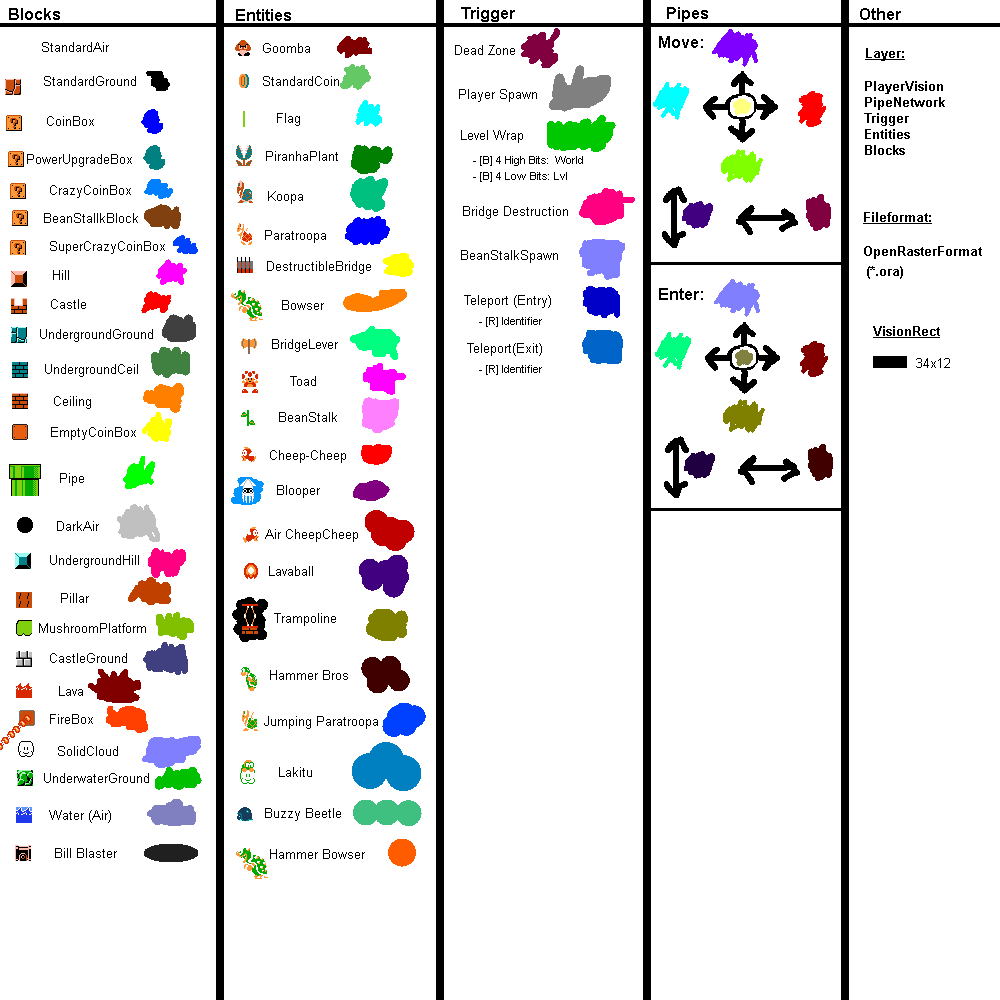 Blocks
StandardAir
StandardGround
CoinBox
PowerUpgradeBox
CrazyCoinBox
BeanStallkBlock
SuperCrazyCoinBox
Hill
Castle
UndergroundGround
UndergroundCeil
Ceiling
EmptyCoinBox
Pipe
DarkAir
UndergroundHill
Pillar
MushroomPlatform
CastleGround
Lava
FireBox
SolidCloud
UnderwaterGround
Water (Air)
Bill Blaster
Entities
Goomba
StandardCoin
Flag
PiranhaPlant
Koopa
Paratroopa
DestructibleBridge
Bowser
BridgeLever
Toad
BeanStalk
Cheep-Cheep
Blooper
Air CheepCheep
Lavaball
Trampoline
Hammer Bros
Jumping Paratroopa
Lakitu
Buzzy Beetle
Hammer Bowser
Trigger
Dead Zone
Player Spawn
Level Wrap
- [B] 4 High Bits: World
- [B] 4 Low Bits: Lvl
Bridge Destruction
BeanStalkSpawn
Teleport (Entry)
- [R] Identifier
Teleport(Exit)
- [R] Identifier
Pipes
Move:
Enter:
Other
Layer:
PlayerVision
PipeNetwork
Trigger
Entities
Blocks
Fileformat:
OpenRasterFormat
(*.ora)
VisionRect
34x12